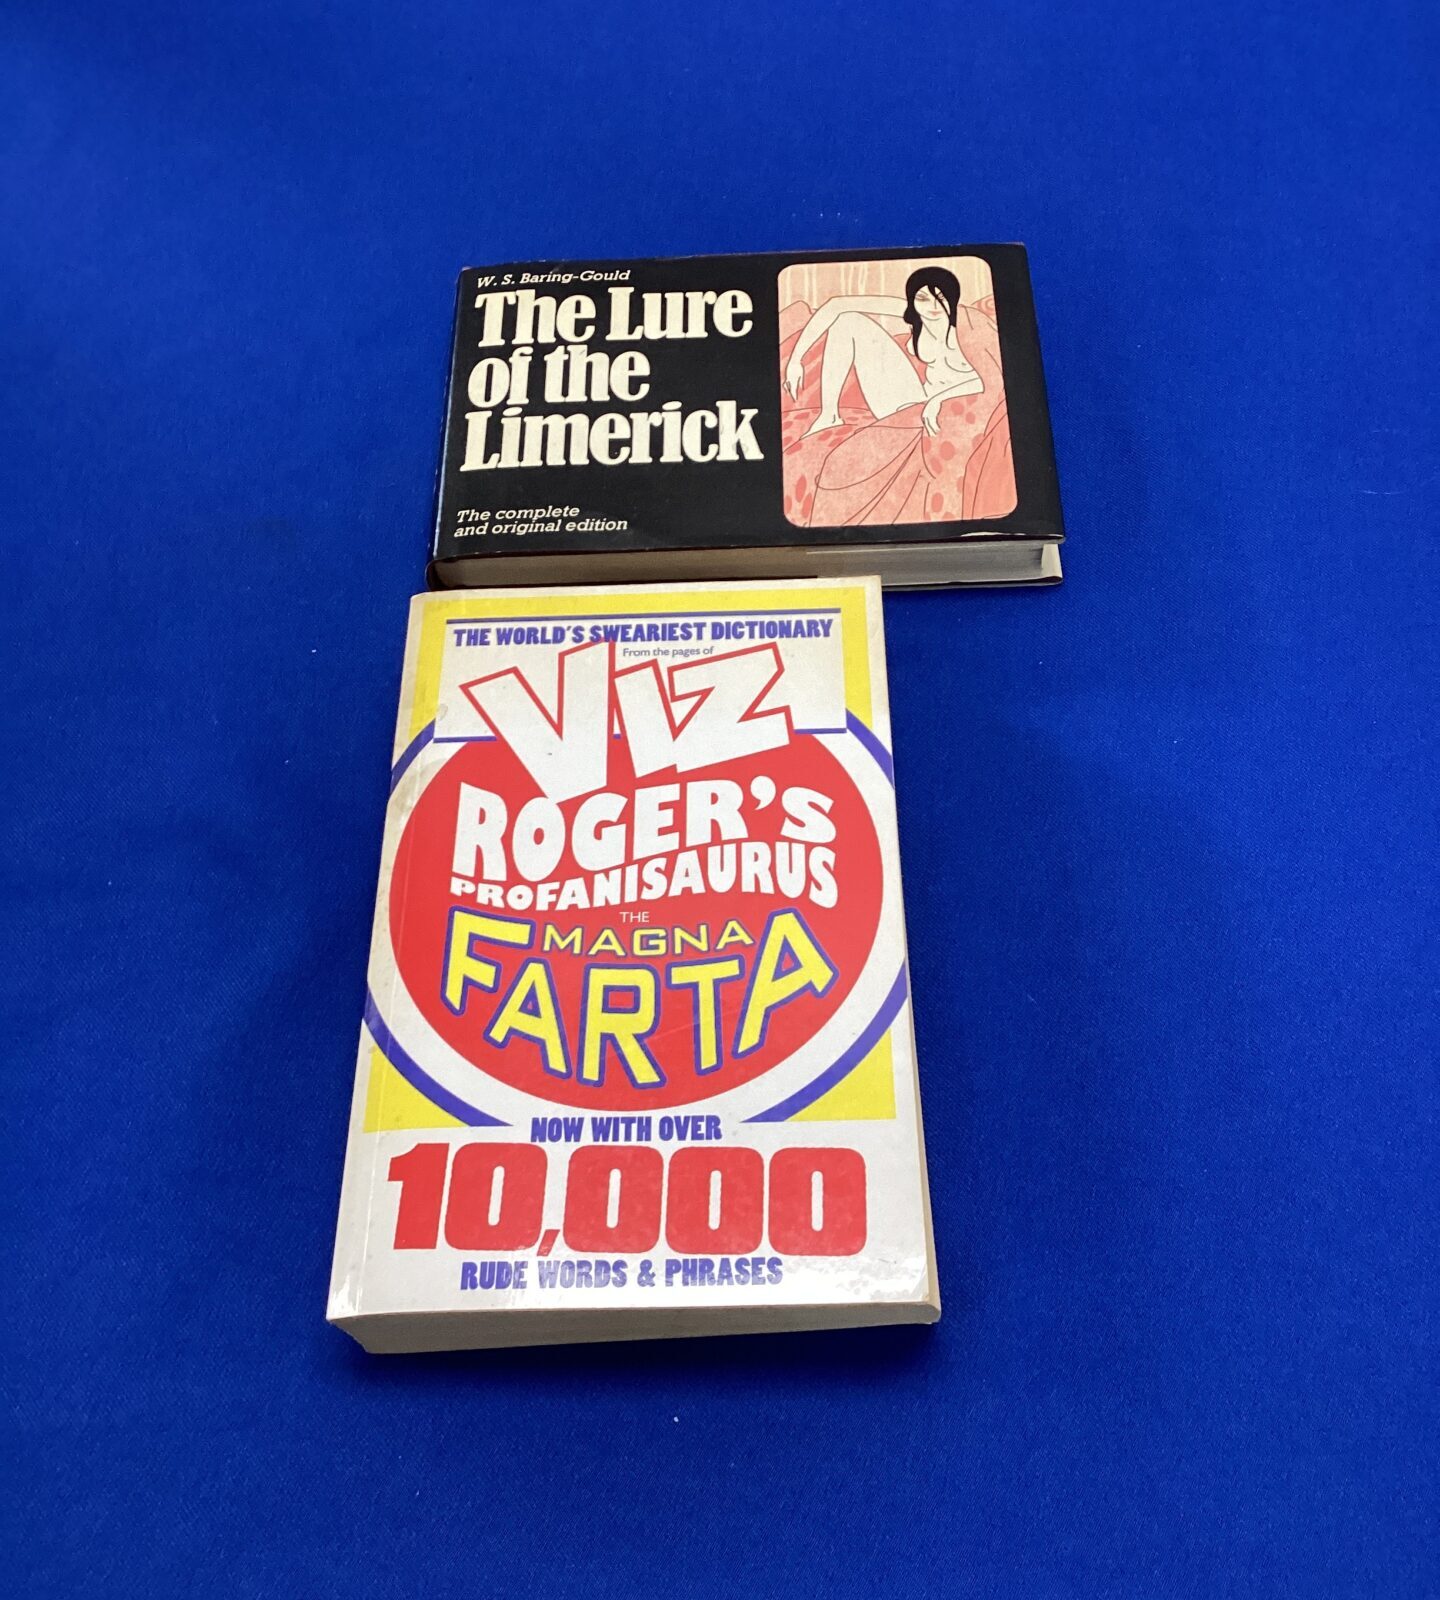 W. S. Baring-Gould
The Lure
of the
Limerick
The complete
and original edition
THE WORLD'S SWEARIEST DICTIONARY
From the pages of
VIZ
ROGER'S
PROFANISAURUS
THE
MAGNA
FARTA
NOW WITH OVER
10,000
RUDE WORDS & PHRASES